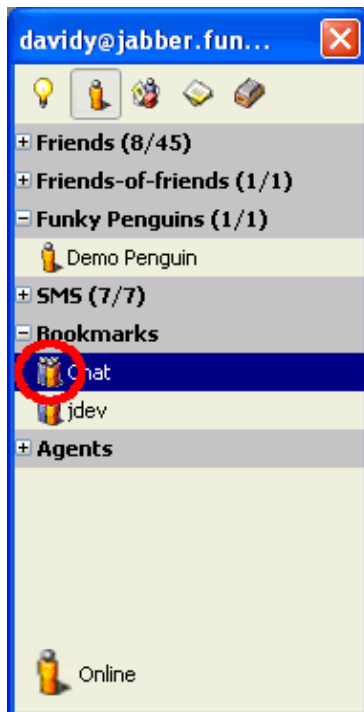 davidy@jabber.fun...
Friends (8/45)
Friends-of-friends (1/1)
Funky Penguins (1/1)
Demo Penguin
SMS (7/7)
Bookmarks
Chat
jdev
Agents
Online